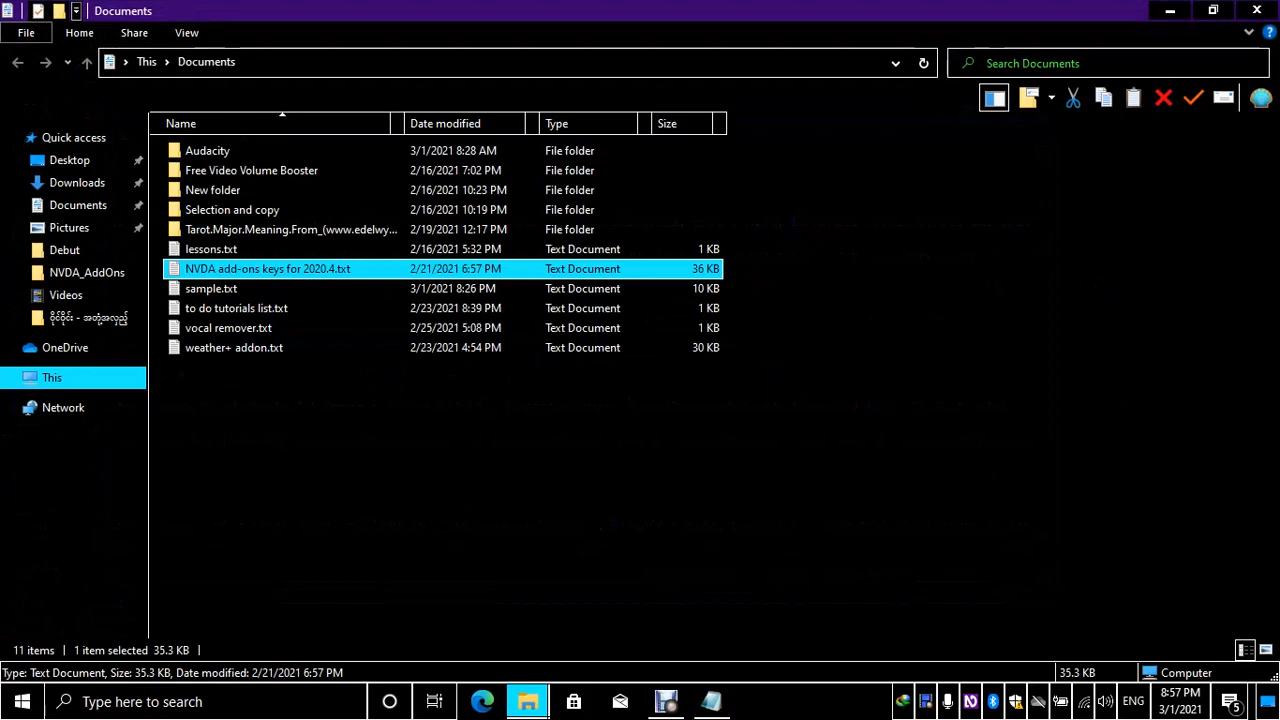 Documents
File Home Share View
This Documents
Search Documents
Name Date modified Type Size
Quick access
Desktop
Downloads
Documents
Pictures
Debut
NVDA_AddOns
Videos
ဝိုင်ဝိုင်း - အတုံ့အလှည့်
OneDrive
This
Network
Audacity 3/1/2021 8:28 AM File folder
Free Video Volume Booster 2/16/2021 7:02 PM File folder
New folder 2/16/2021 10:23 PM File folder
Selection and copy 2/16/2021 10:19 PM File folder
Tarot.Major.Meaning.From_(www.edelwy... 2/19/2021 12:17 PM File folder
lessons.txt 2/16/2021 5:32 PM Text Document 1 KB
NVDA add-ons keys for 2020.4.txt 2/21/2021 6:57 PM Text Document 36 KB
sample.txt 3/1/2021 8:26 PM Text Document 10 KB
to do tutorials list.txt 2/23/2021 8:39 PM Text Document 1 KB
vocal remover.txt 2/25/2021 5:08 PM Text Document 1 KB
weather+ addon.txt 2/23/2021 4:54 PM Text Document 30 KB
11 items 1 item selected 35.3 KB
Type: Text Document, Size: 35.3 KB, Date modified: 2/21/2021 6:57 PM 35.3 KB Computer
Type here to search ENG 8:57 PM
3/1/2021 5